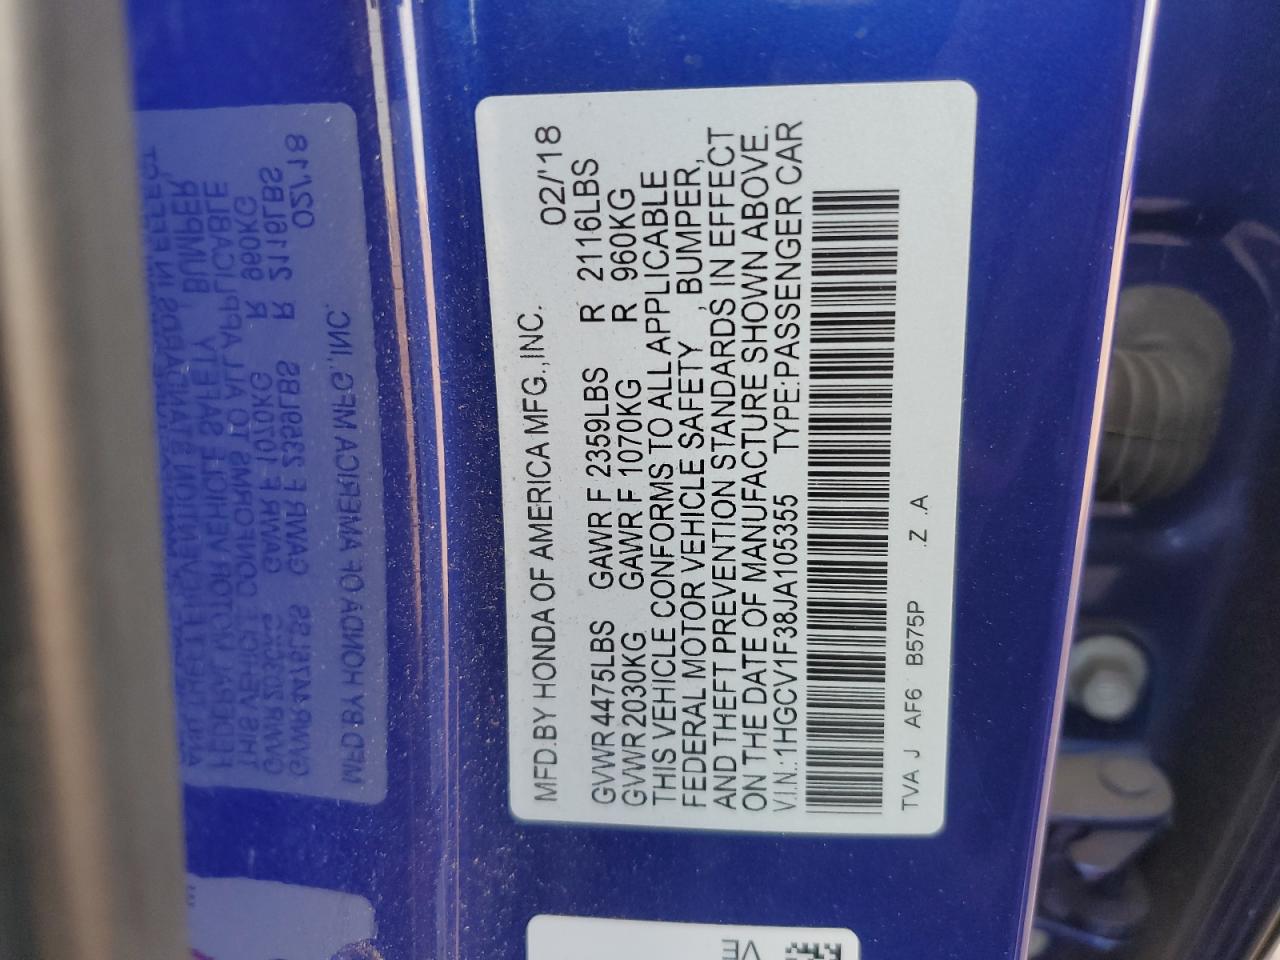 MFD.BY HONDA OF AMERICA MFG.,INC. 02/'18
GVWR 4475LBS GAWR F 2359LBS R 2116LBS
GVWR 2030KG GAWR F 1070KG R 960KG
THIS VEHICLE CONFORMS TO ALL APPLICABLE
FEDERAL MOTOR VEHICLE SAFETY ,BUMPER,
AND THEFT PREVENTION STANDARDS IN EFFECT
ON THE DATE OF MANUFACTURE SHOWN ABOVE.
V.I.N.:1HGCV1F38JA105355 TYPE:PASSENGER CAR
TVA J AF6 B575P .Z .A